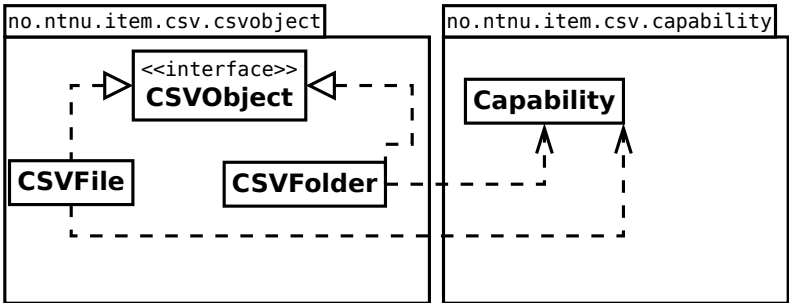 no.ntnu.item.csv.csvobject
no.ntnu.item.csv.capability
<<interface>>
CSVObject
Capability
CSVFile
CSVFolder